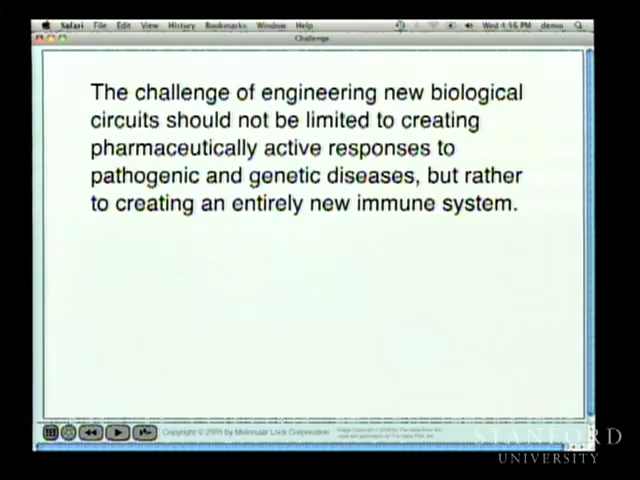 Safari File Edit View History Bookmarks Window Help Wed 4:56 PM demo
Challenge
The challenge of engineering new biological
circuits should not be limited to creating
pharmaceutically active responses to
pathogenic and genetic diseases, but rather
to creating an entirely new immune system.
Copyright © 2009 by Molecular Lock Corporation
STANFORD
UNIVERSITY